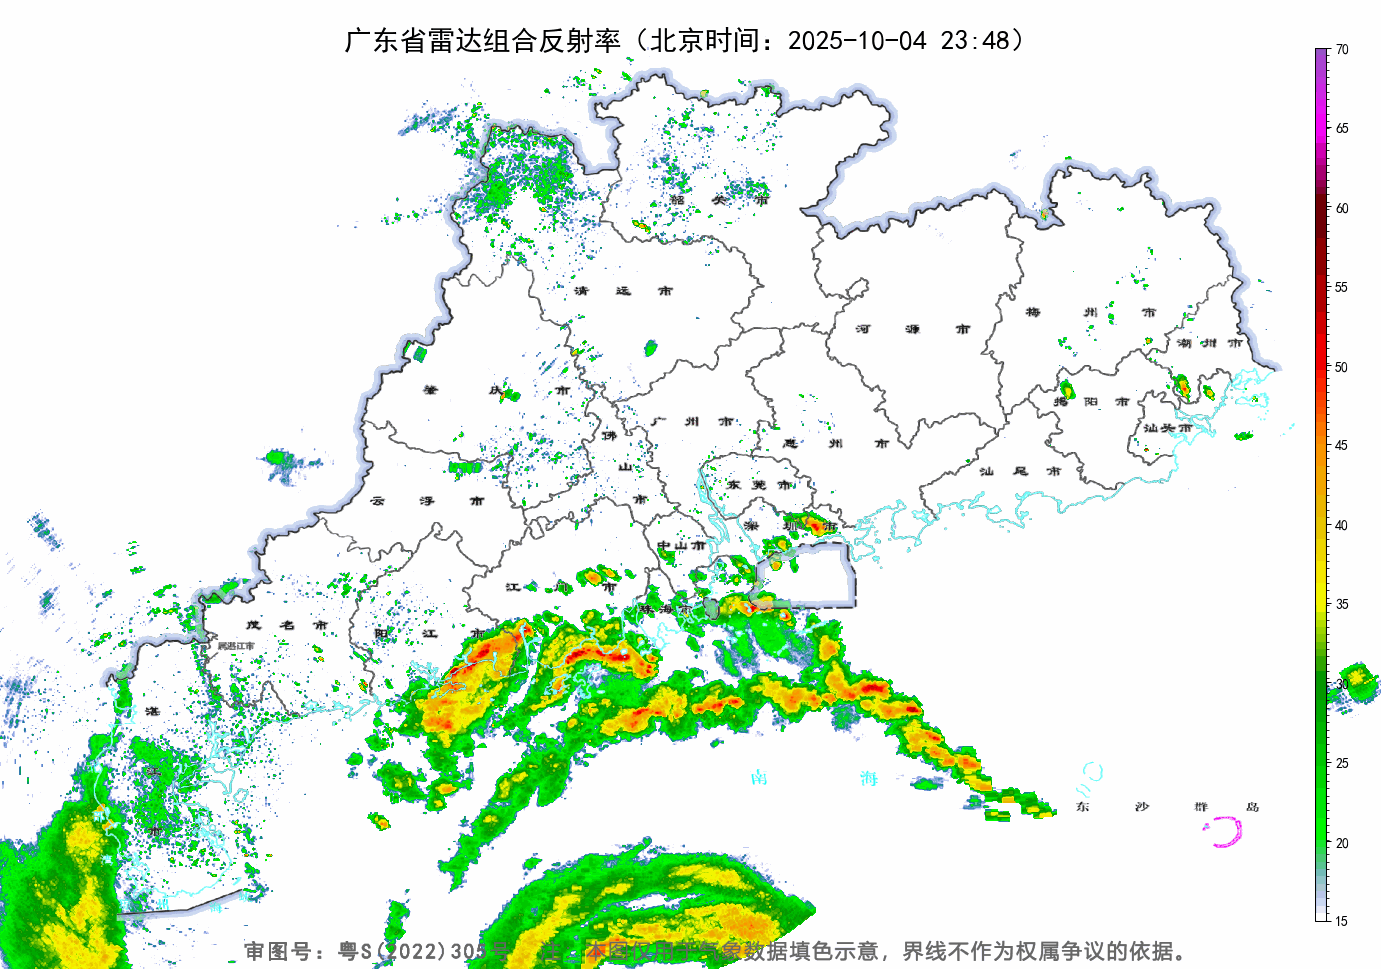 广东省雷达组合反射率（北京时间：2025-10-04 23:48）
70
65
60
55
50
45
40
35
30
25
20
15
韶关市
清远市
河源市
梅州市
潮州市
肇庆市
广州市
揭阳市
佛山市
惠州市
汕头市
云浮市
东莞市
汕尾市
深圳市
中山市
江门市
珠海市
茂名市
阳江市
属湛江市
湛江市
南海
东沙群岛
审图号：粤S(2022)305号 注：本图仅用于气象数据填色示意，界线不作为权属争议的依据。